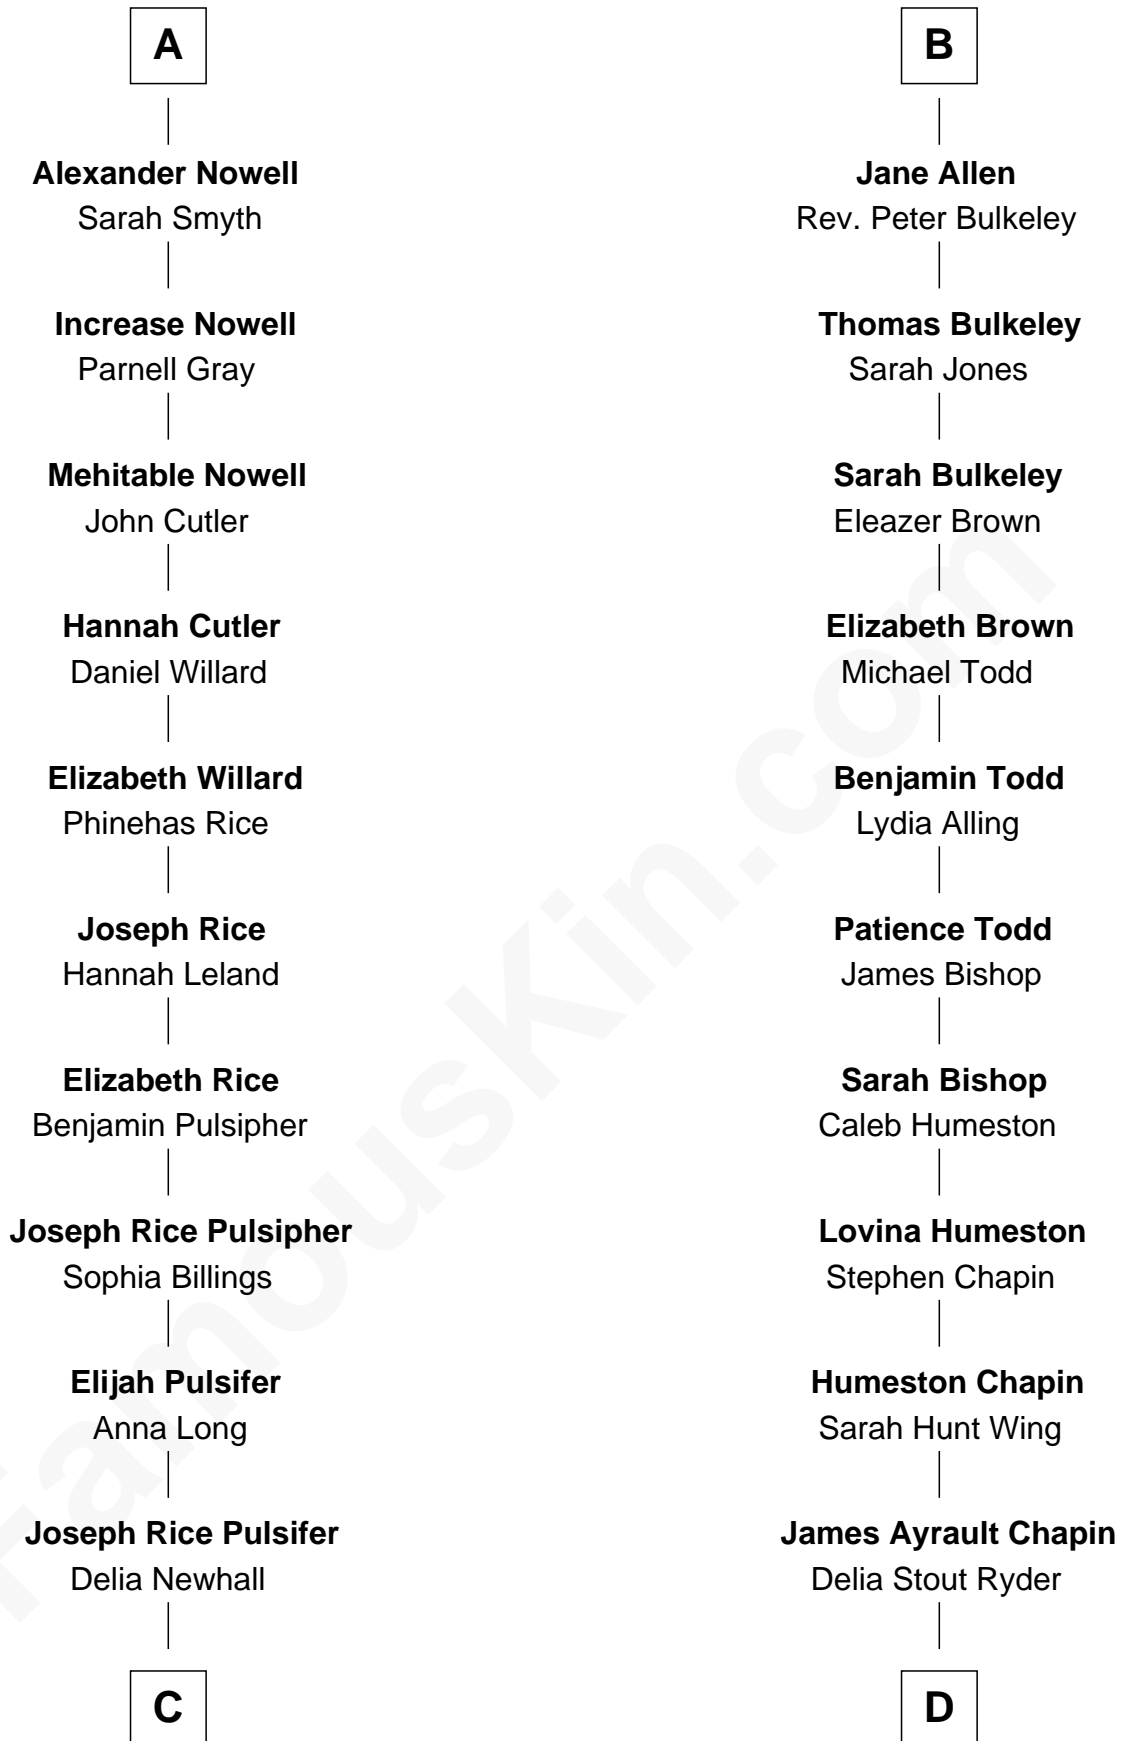 A
Alexander Nowell
Sarah Smyth
Increase Nowell
Parnell Gray
Mehitable Nowell
John Cutler
Hannah Cutler
Daniel Willard
Elizabeth Willard
Phinehas Rice
Joseph Rice
Hannah Leland
Elizabeth Rice
Benjamin Pulsipher
Joseph Rice Pulsipher
Sophia Billings
Elijah Pulsifer
Anna Long
Joseph Rice Pulsifer
Delia Newhall
C
B
Jane Allen
Rev. Peter Bulkeley
Thomas Bulkeley
Sarah Jones
Sarah Bulkeley
Eleazer Brown
Elizabeth Brown
Michael Todd
Benjamin Todd
Lydia Alling
Patience Todd
James Bishop
Sarah Bishop
Caleb Humeston
Lovina Humeston
Stephen Chapin
Humeston Chapin
Sarah Hunt Wing
James Ayrault Chapin
Delia Stout Ryder
D
FamousKin.com